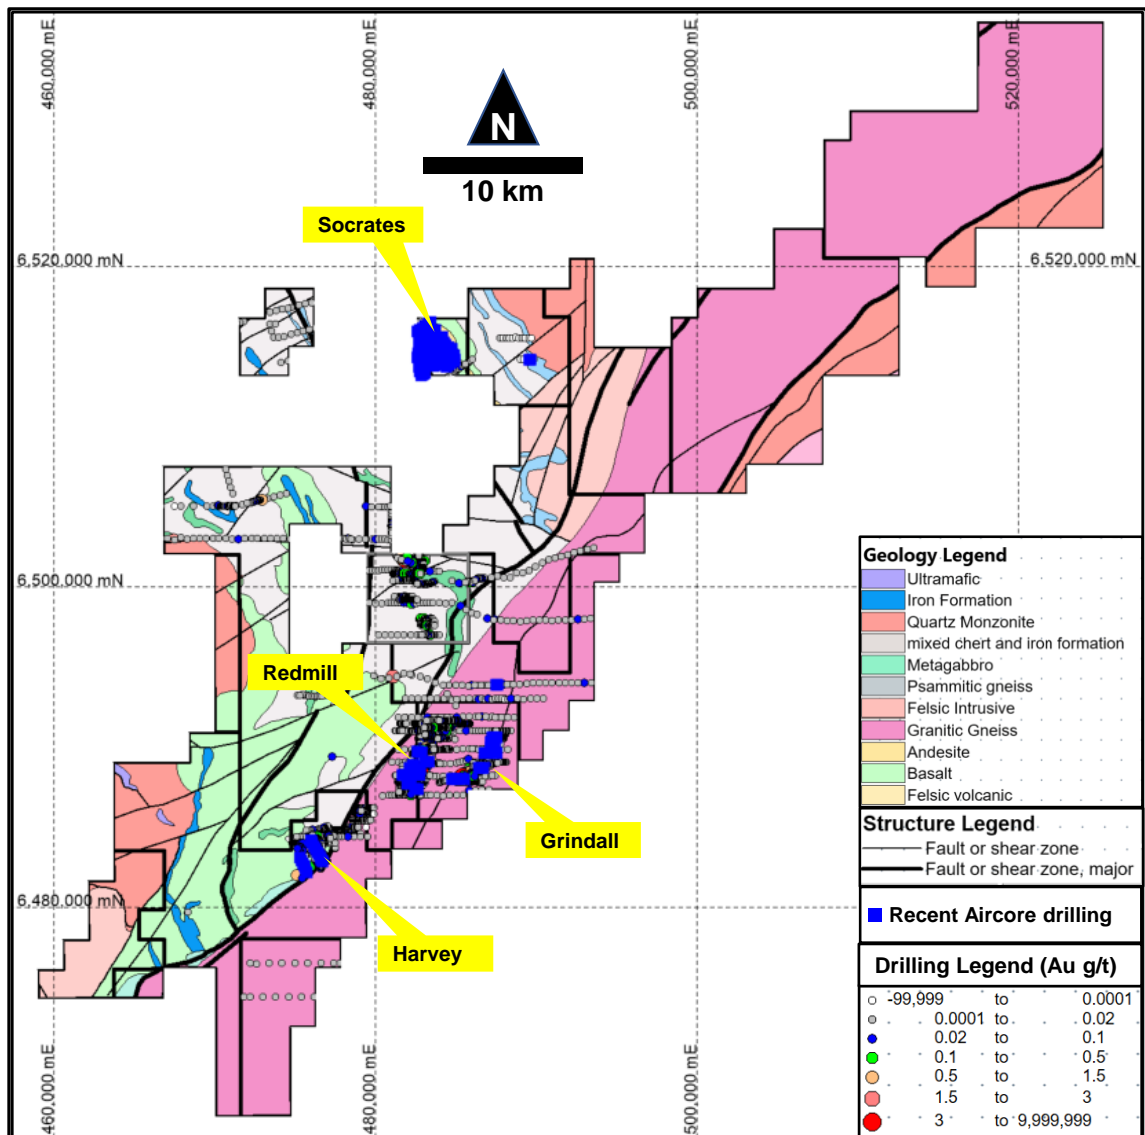 460,000 mE
480,000 mE
500,000 mE
520,000 mE
N
10 km
Socrates
6,520,000 mN
6,520,000 mN
6,500,000 mN
Redmill
Grindall
6,480,000 mN
Harvey
Geology Legend
Ultramafic
Iron Formation
Quartz Monzonite
mixed chert and iron formation
Metagabbro
Psammitic gneiss
Felsic Intrusive
Granitic Gneiss
Andesite
Basalt
Felsic volcanic
Structure Legend
Fault or shear zone
Fault or shear zone, major
Recent Aircore drilling
Drilling Legend (Au g/t)
-99,999 to 0.0001
0.0001 to 0.02
0.02 to 0.1
0.1 to 0.5
0.5 to 1.5
1.5 to 3
3 to 9,999,999
460,000 mE
480,000 mE
500,000 mE
520,000 mE